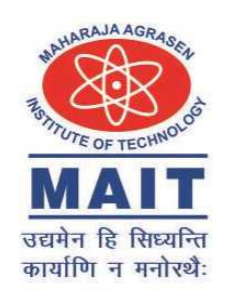 MAHARAJA AGRASEN
INSTITUTE OF TECHNOLOGY
MAIT
उद्यमेन हि सिध्यन्ति
कार्याणि न मनोरथैः